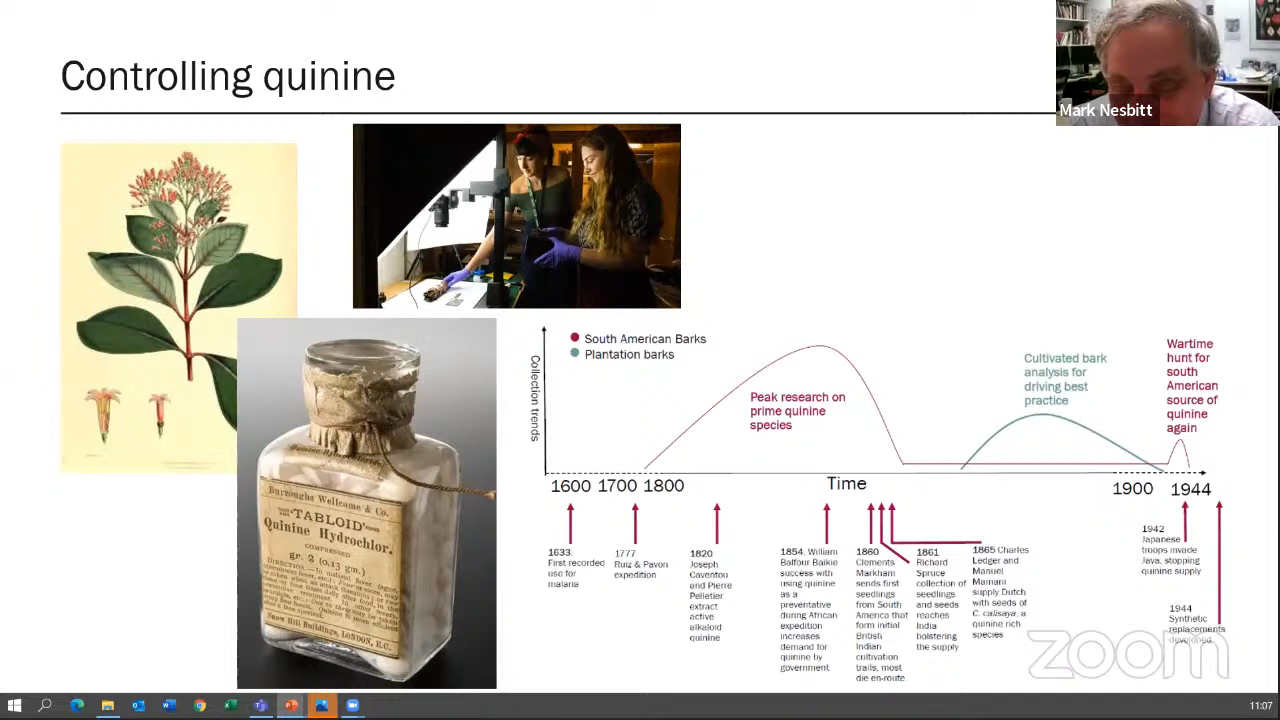 Controlling quinine
Mark Nesbitt
Burroughs Wellcome & Co.
"TABLOID"
Quinine Hydrochlor.
COMPRESSED
gr. 2 (0.13 gm.)
Snow Hill Buildings, LONDON, E.C.
Collection trends
South American Barks
Plantation barks
Peak research on
prime quinine
species
Cultivated bark
analysis for
driving best
practice
Wartime
hunt for
south
American
source of
quinine
again
1600 1700 1800
Time
1900 1944
1633.
First recorded
use for
malaria
1777
Ruiz & Pavon
expedition
1820
Joseph
Caventou
and Pierre
Pelletier
extract
active
alkaloid
quinine
1854, William
Balfour Baikie
success with
using quinine
as a
preventative
during African
expedition
increases
demand for
quinine by
government
1860
Clements
Markham
sends first
seedlings
from South
America that
form initial
British
Indian
cultivation
trails, most
die en-route
1861
Richard
Spruce
collection of
seedlings
and seeds
reaches
India
bolstering
the supply
1865 Charles
Ledger and
Manuel
Mamani
supply Dutch
with seeds of
C. calisaya, a
quinine rich
species
1942
Japanese
troops invade
Java, stopping
quinine supply
1944
Synthetic
replacements
developed
zoom
11:07